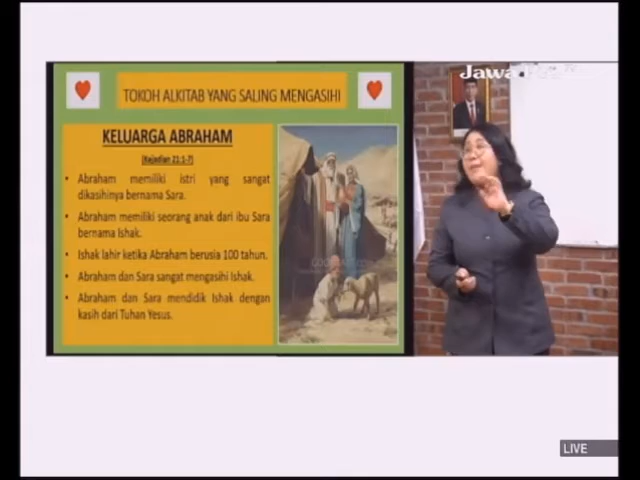 TOKOH ALKITAB YANG SALING MENGASIHI
KELUARGA ABRAHAM
(Kejadian 21:1-7)
• Abraham memiliki istri yang sangat
dikasihinya bernama Sara.
• Abraham memiliki seorang anak dari ibu Sara
bernama Ishak.
• Ishak lahir ketika Abraham berusia 100 tahun.
• Abraham dan Sara sangat mengasihi Ishak.
• Abraham dan Sara mendidik Ishak dengan
kasih dari Tuhan Yesus.
Jawa
LIVE